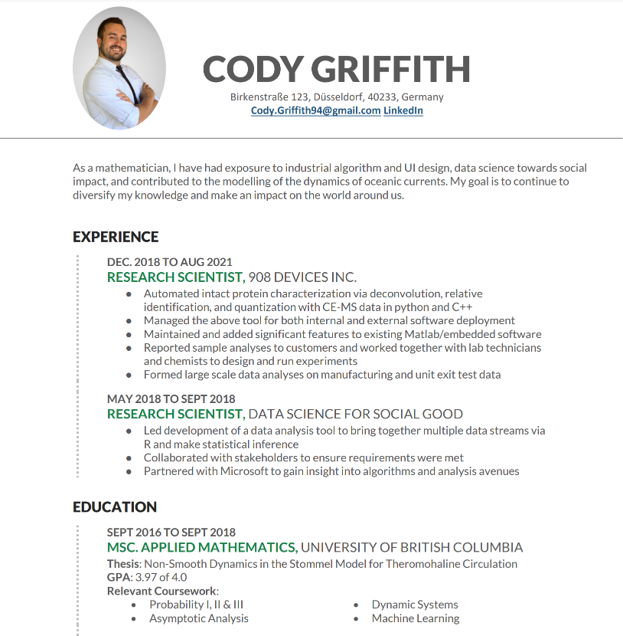 CODY GRIFFITH
Birkenstraße 123, Düsseldorf, 40233, Germany
Cody.Griffith94@gmail.com LinkedIn
As a mathematician, I have had exposure to industrial algorithm and UI design, data science towards social
impact, and contributed to the modelling of the dynamics of oceanic currents. My goal is to continue to
diversify my knowledge and make an impact on the world around us.
EXPERIENCE
DEC. 2018 TO AUG 2021
RESEARCH SCIENTIST, 908 DEVICES INC.
• Automated intact protein characterization via deconvolution, relative
identification, and quantization with CE-MS data in python and C++
• Managed the above tool for both internal and external software deployment
• Maintained and added significant features to existing Matlab/embedded software
• Reported sample analyses to customers and worked together with lab technicians
and chemists to design and run experiments
• Formed large scale data analyses on manufacturing and unit exit test data
MAY 2018 TO SEPT 2018
RESEARCH SCIENTIST, DATA SCIENCE FOR SOCIAL GOOD
• Led development of a data analysis tool to bring together multiple data streams via
R and make statistical inference
• Collaborated with stakeholders to ensure requirements were met
• Partnered with Microsoft to gain insight into algorithms and analysis avenues
EDUCATION
SEPT 2016 TO SEPT 2018
MSC. APPLIED MATHEMATICS, UNIVERSITY OF BRITISH COLUMBIA
Thesis: Non-Smooth Dynamics in the Stommel Model for Theromohaline Circulation
GPA: 3.97 of 4.0
Relevant Coursework:
• Probability I, II & III • Dynamic Systems
• Asymptotic Analysis • Machine Learning